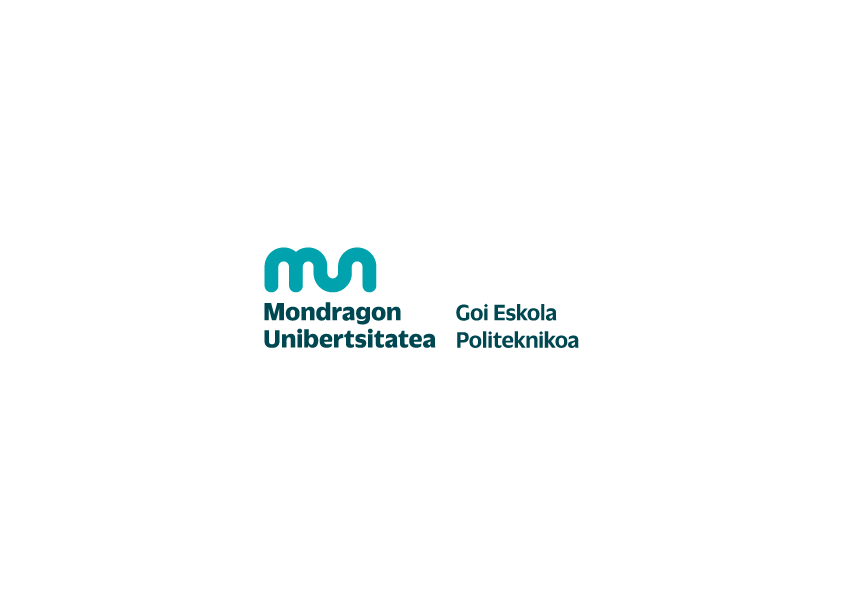 Mondragon
Unibertsitatea
Goi Eskola
Politeknikoa